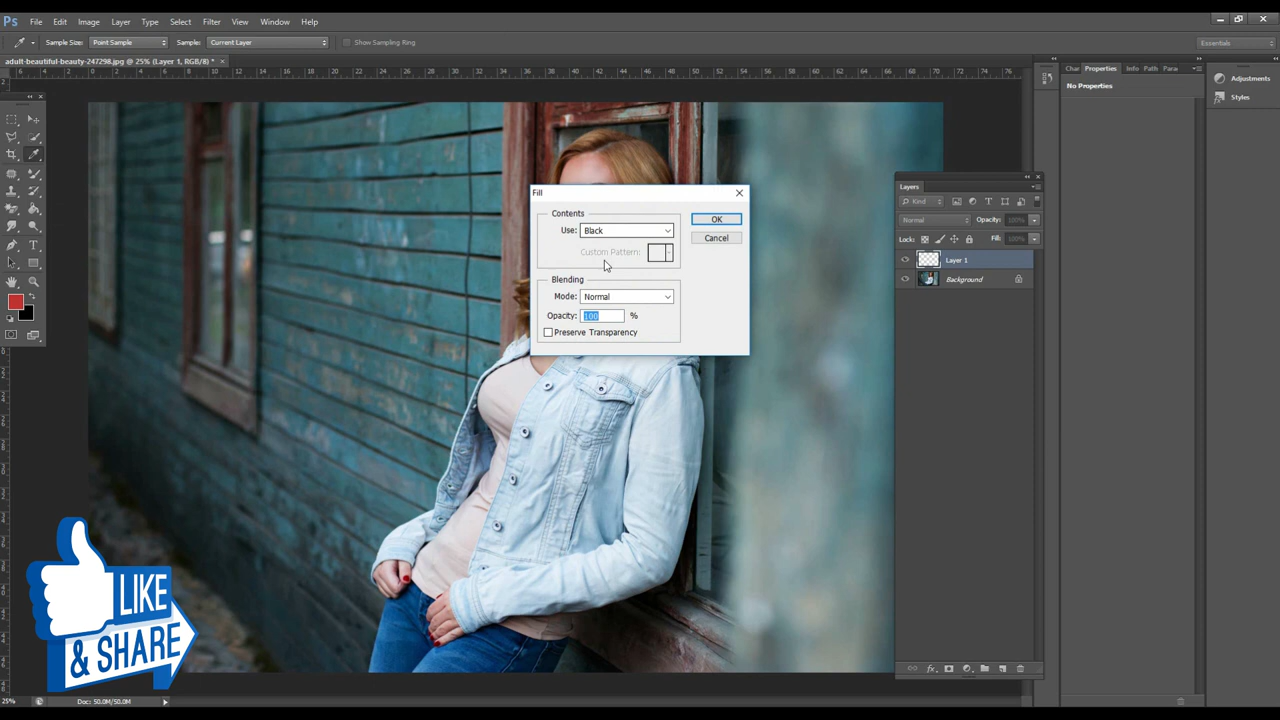 Ps File Edit Image Layer Type Select Filter View Window Help
Sample Size: Point Sample Sample: Current Layer Show Sampling Ring Essentials
adult-beautiful-beauty-247298.jpg @ 25% (Layer 1, RGB/8) * ×
Char Properties Info Path Para
No Properties
Adjustments
Styles
Fill
Contents
Use: Black
Custom Pattern:
OK
Cancel
Blending
Mode: Normal
Opacity: 100 %
Preserve Transparency
Layers
Kind
Normal Opacity: 100%
Lock: Fill: 100%
Layer 1
Background
LIKE
& SHARE
25% Doc: 50.0M/50.0M